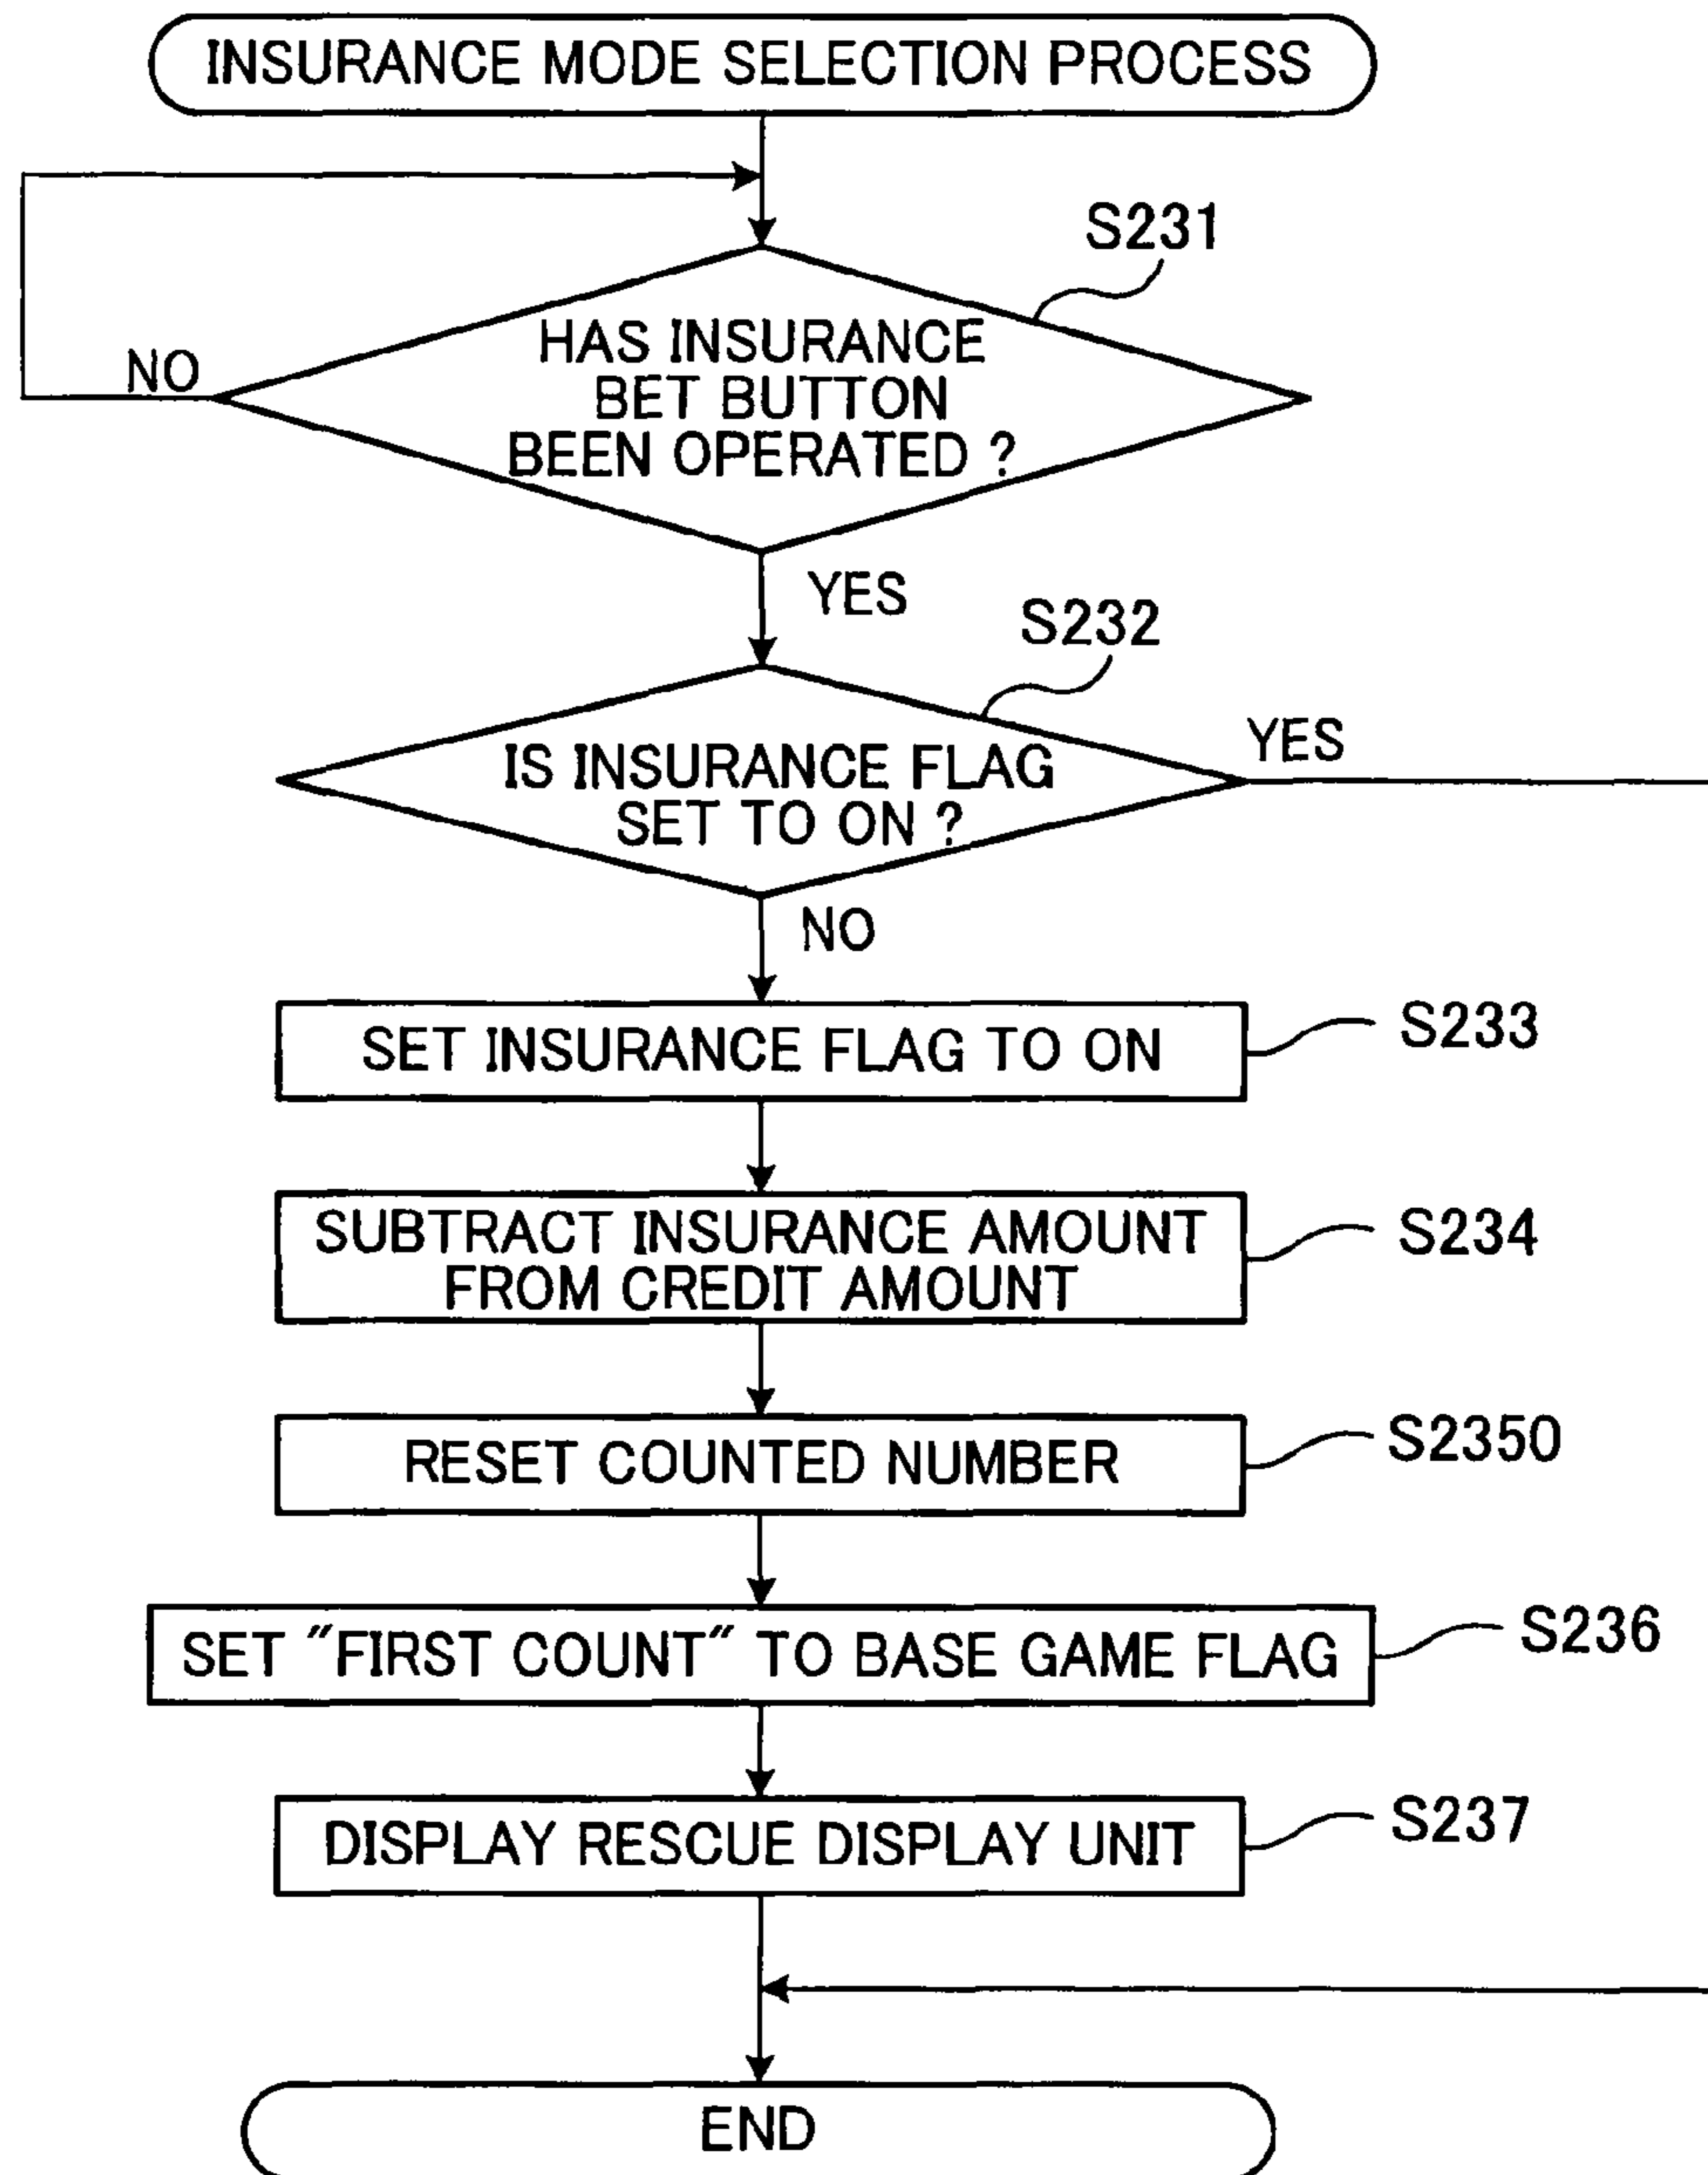 INSURANCE MODE SELECTION PROCESS
S231
HAS INSURANCE
BET BUTTON
BEEN OPERATED ?
NO
YES
S232
IS INSURANCE FLAG
SET TO ON ?
YES
NO
SET INSURANCE FLAG TO ON
S233
SUBTRACT INSURANCE AMOUNT
FROM CREDIT AMOUNT
S234
RESET COUNTED NUMBER
S2350
SET "FIRST COUNT" TO BASE GAME FLAG
S236
DISPLAY RESCUE DISPLAY UNIT
S237
END